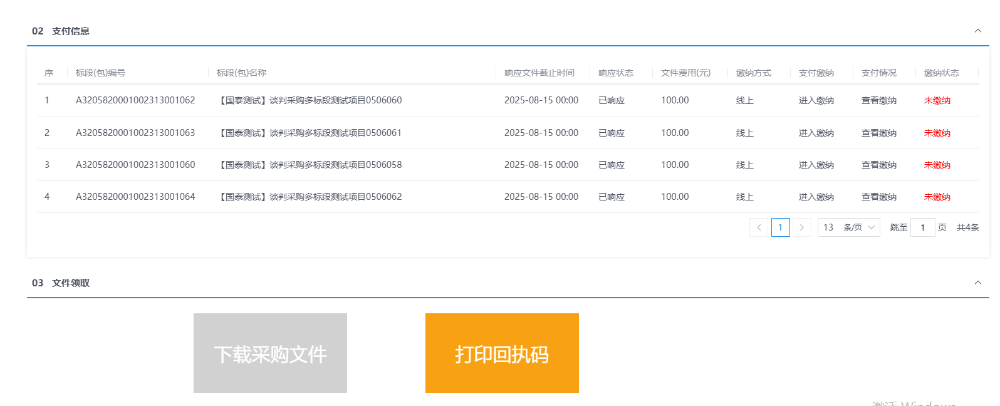 02 支付信息
序 标段(包)编号 标段(包)名称 响应文件截止时间 响应状态 文件费用(元) 缴纳方式 支付缴纳 支付情况 缴纳状态
1 A3205820001002313001062 【国泰测试】谈判采购多标段测试项目0506060 2025-08-15 00:00 已响应 100.00 线上 进入缴纳 查看缴纳 未缴纳
2 A3205820001002313001063 【国泰测试】谈判采购多标段测试项目0506061 2025-08-15 00:00 已响应 100.00 线上 进入缴纳 查看缴纳 未缴纳
3 A3205820001002313001060 【国泰测试】谈判采购多标段测试项目0506058 2025-08-15 00:00 已响应 100.00 线上 进入缴纳 查看缴纳 未缴纳
4 A3205820001002313001064 【国泰测试】谈判采购多标段测试项目0506062 2025-08-15 00:00 已响应 100.00 线上 进入缴纳 查看缴纳 未缴纳
1 13 条/页 跳至 1 页 共4条
03 文件领取
下载采购文件 打印回执码
激活 Windows